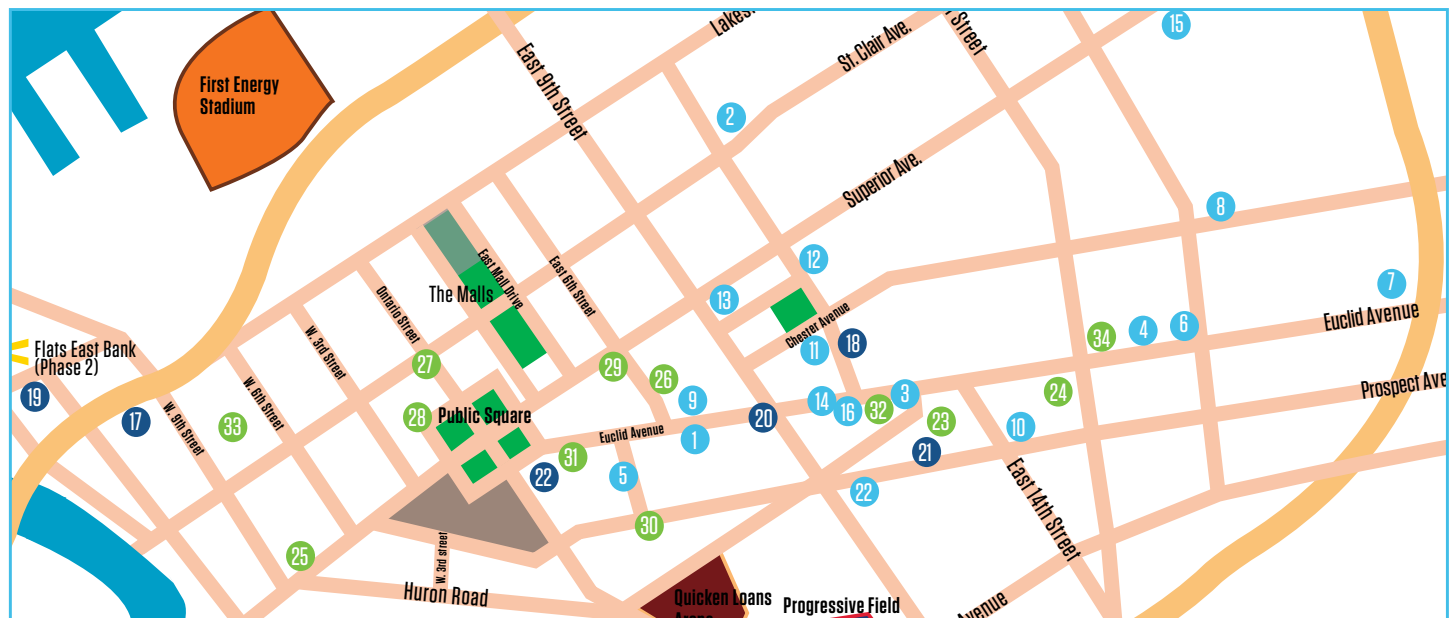 First Energy
Stadium
East 9th Street
Lakes
St. Clair Ave.
Street
15
2
Superior Ave.
8
12
13
7
East Mall Drive
The Malls
East 6th Street
Ontario Street
W. 3rd Street
Chester Avenue
11
18
34
4
6
Euclid Avenue
Flats East Bank
(Phase 2)
19
17
W. 9th Street
33
W. 6th Street
27
28
Public Square
29
26
9
1
Euclid Avenue
20
14
16
32
3
23
24
10
Prospect Ave
21
22
31
5
22
30
25
East 14th Street
W. 3rd street
Huron Road
Quicken Loans
Progressive Field
Avenue